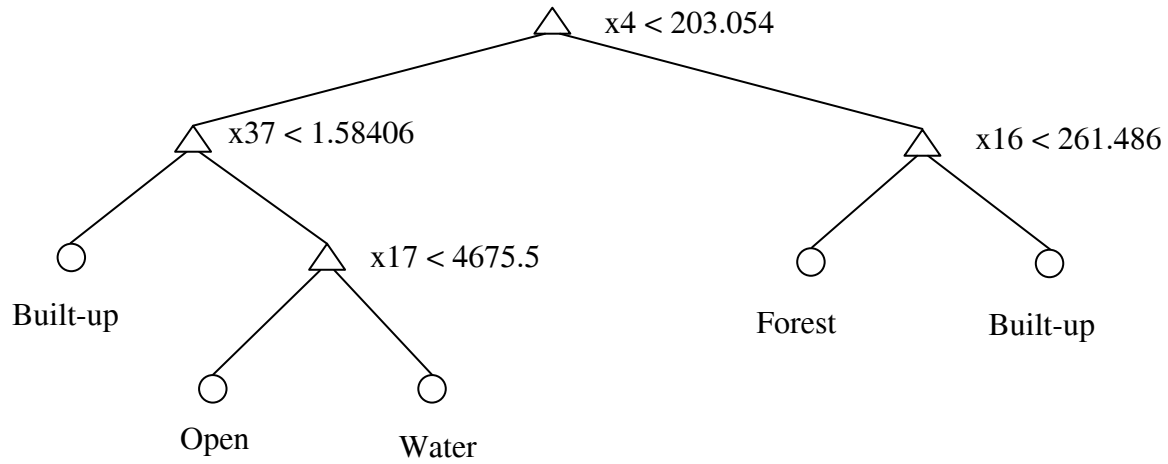 x4 < 203.054
x37 < 1.58406
x16 < 261.486
x17 < 4675.5
Built-up
Forest
Built-up
Open
Water